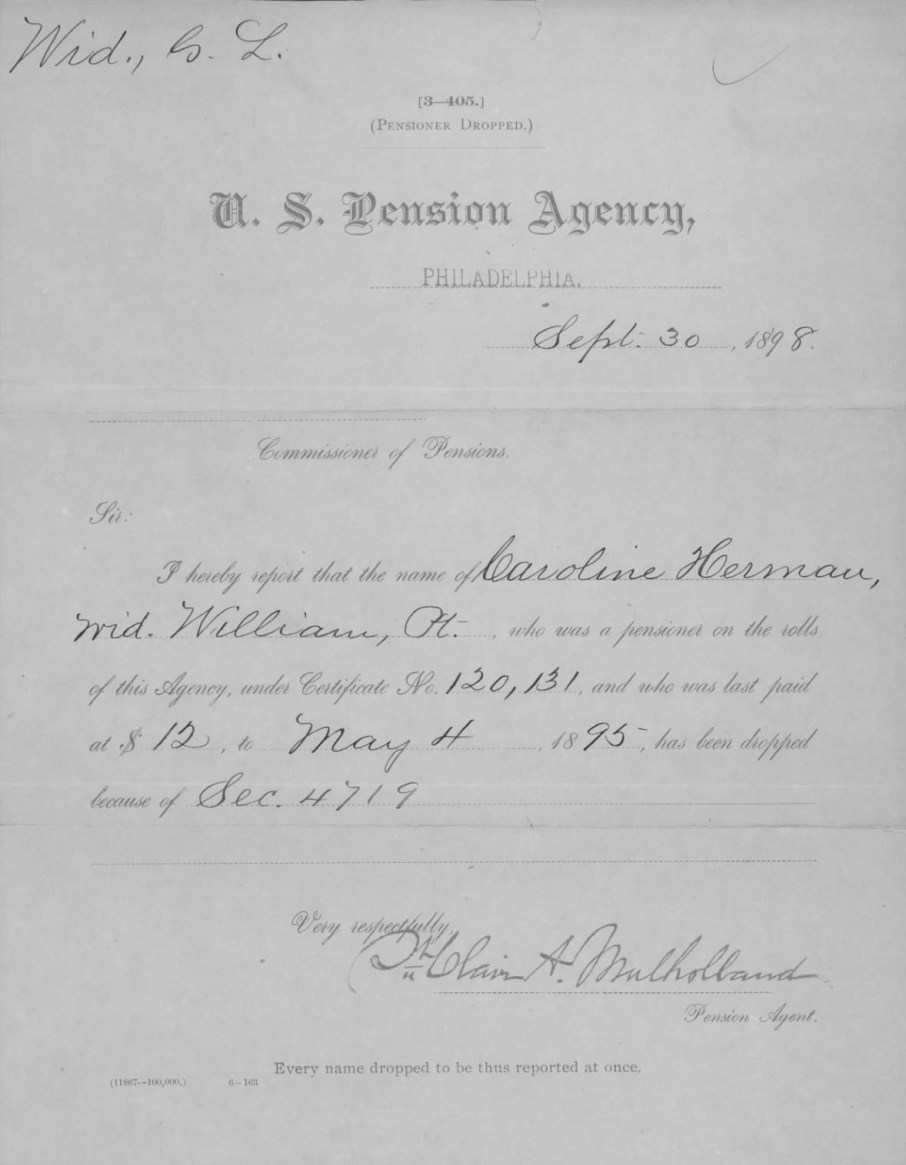 Wid., G. L.
[3—405.]
(PENSIONER DROPPED.)
U. S. Pension Agency,
PHILADELPHIA.
Sept. 30, 1898.
Commissioner of Pensions.
Sir:
I hereby report that the name of Caroline Herman,
wid. William, Pt., who was a pensioner on the rolls
of this Agency, under Certificate No. 120,131, and who was last paid
at $ 12, to May 4, 1895, has been dropped
because of Sec. 4719
Very respectfully,
St Clair A. Mulholland
Pension Agent.
Every name dropped to be thus reported at once.
(11867--100,000.) 6—163